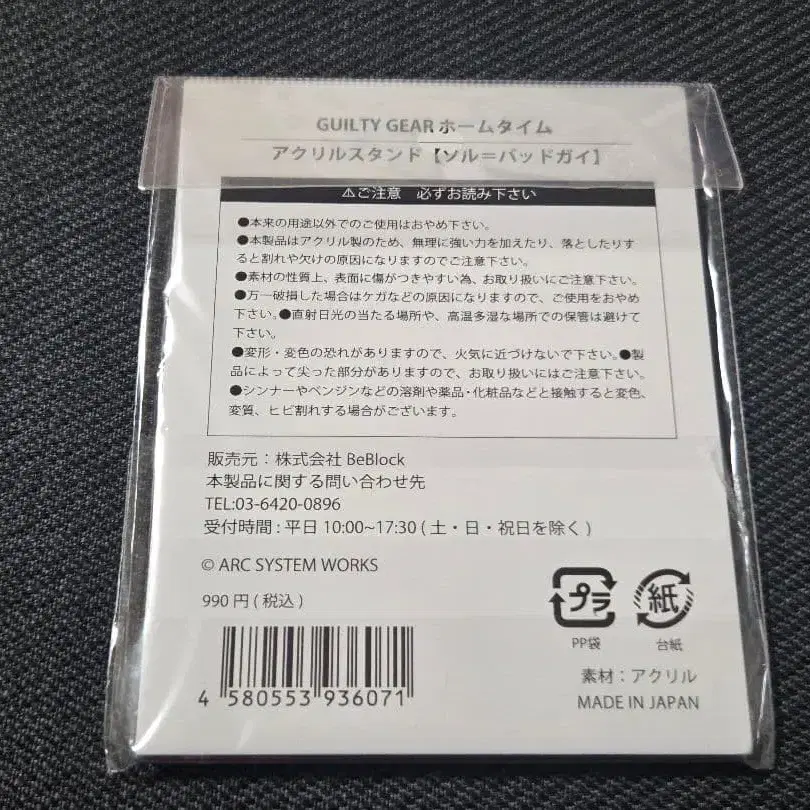 GUILTY GEAR ホームタイム
アクリルスタンド【ソル＝バッドガイ】
⚠ご注意　必ずお読み下さい
●本来の用途以外でのご使用はおやめ下さい。
●本製品はアクリル製のため、無理に強い力を加えたり、落としたりす
ると割れや欠けの原因になりますのでご注意下さい。
●素材の性質上、表面に傷がつきやすい為、お取り扱いにご注意下さい。
●万一破損した場合はケガなどの原因になりますので、ご使用をおやめ
下さい。●直射日光の当たる場所や、高温多湿な場所での保管は避けて
下さい。
●変形・変色の恐れがありますので、火気に近づけないで下さい。●製
品によって尖った部分がありますので、お取り扱いにはご注意下さい。
●シンナーやベンジンなどの溶剤や薬品・化粧品などと接触すると変色、
変質、ヒビ割れする場合がございます。
販売元：株式会社 BeBlock
本製品に関する問い合わせ先
TEL:03-6420-0896
受付時間 : 平日 10:00~17:30 ( 土・日・祝日を除く )
© ARC SYSTEM WORKS
990 円 ( 税込 )
プラ
紙
PP袋
台紙
素材：アクリル
MADE IN JAPAN
4 580553 936071